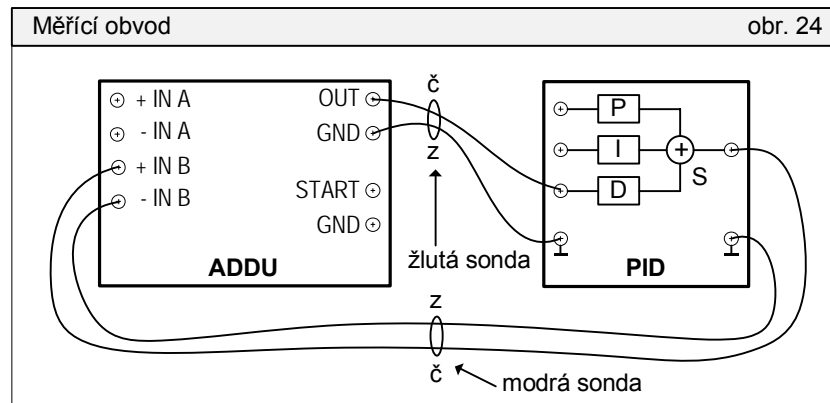 Měřící obvod obr. 24
+ IN A
- IN A
+ IN B
- IN B
OUT
GND
START
GND
ADDU
č
z
žlutá sonda
P
I
D
+
S
PID
z
č
modrá sonda